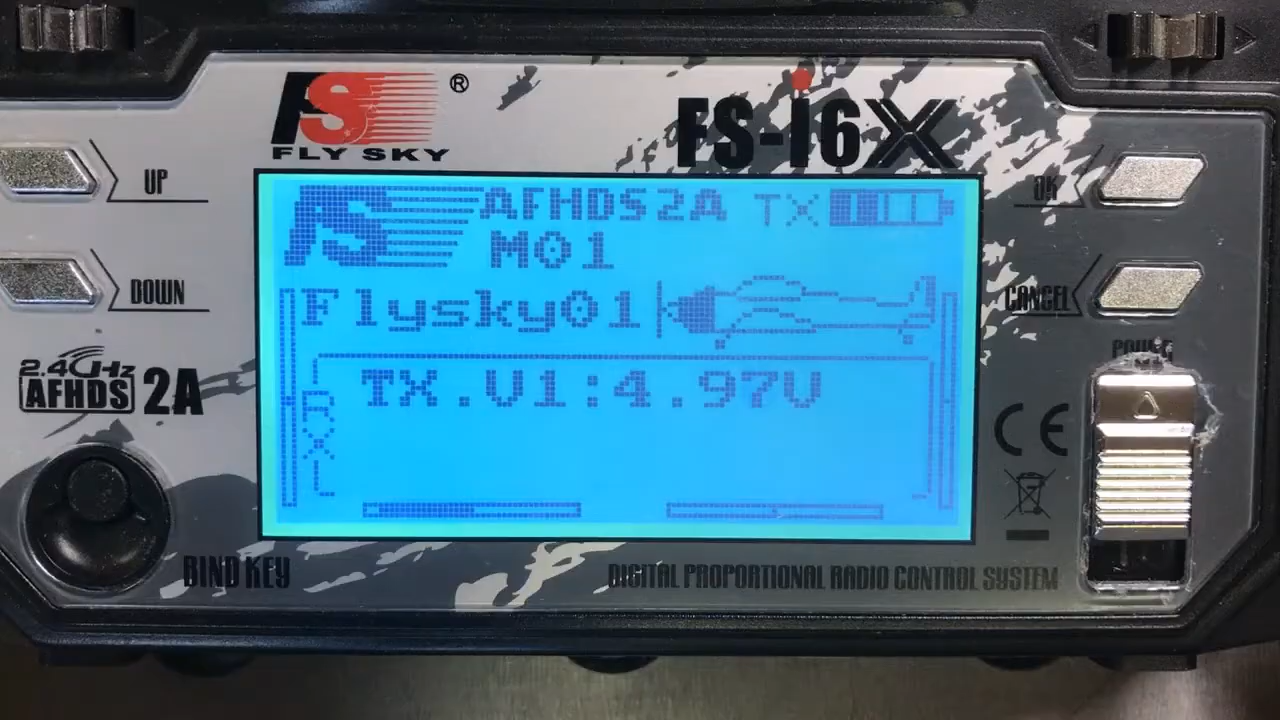 FS ®
FLY SKY
FS-i6X
UP
DOWN
OK
CANCEL
POWER
2.4GHz
AFHDS 2A
BIND KEY
DIGITAL PROPORTIONAL RADIO CONTROL SYSTEM
CE
FS AFHDS2A TX
M01
Flysky01
TX.V1:4.97V
RX